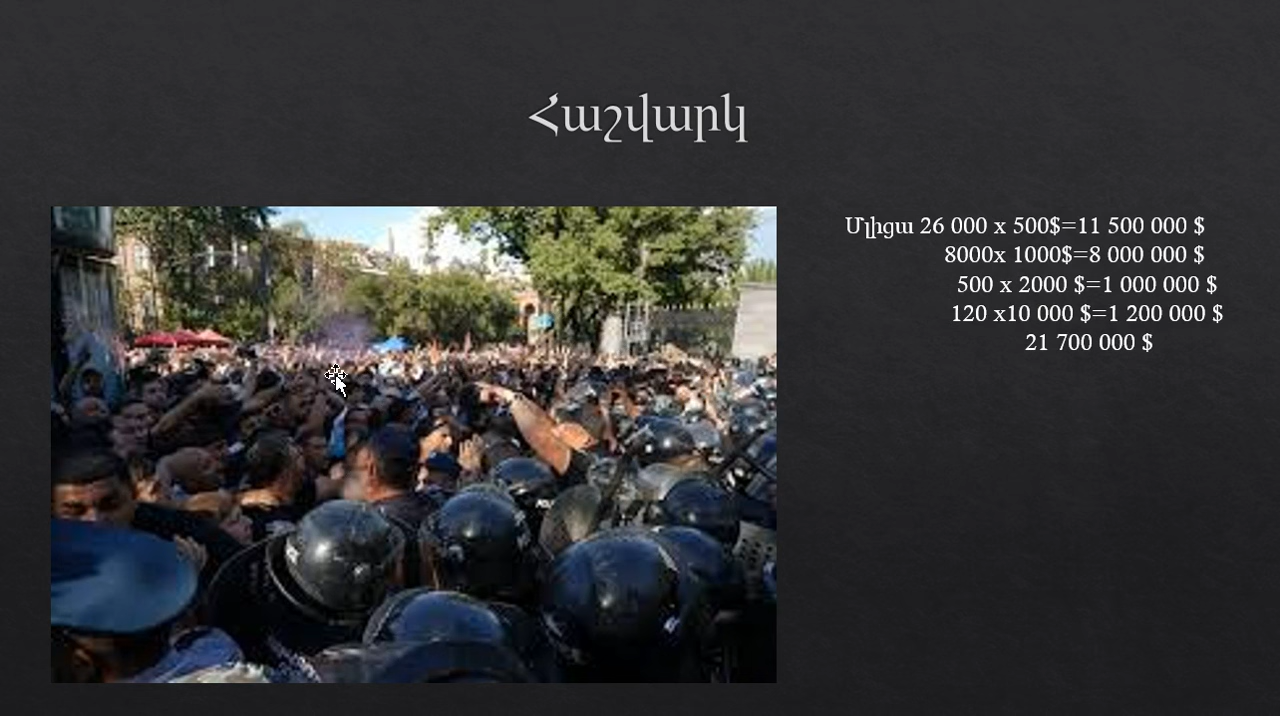 Հաշվարկ
Մլիցա 26 000 x 500$=11 500 000 $
8000x 1000$=8 000 000 $
500 x 2000 $=1 000 000 $
120 x10 000 $=1 200 000 $
21 700 000 $